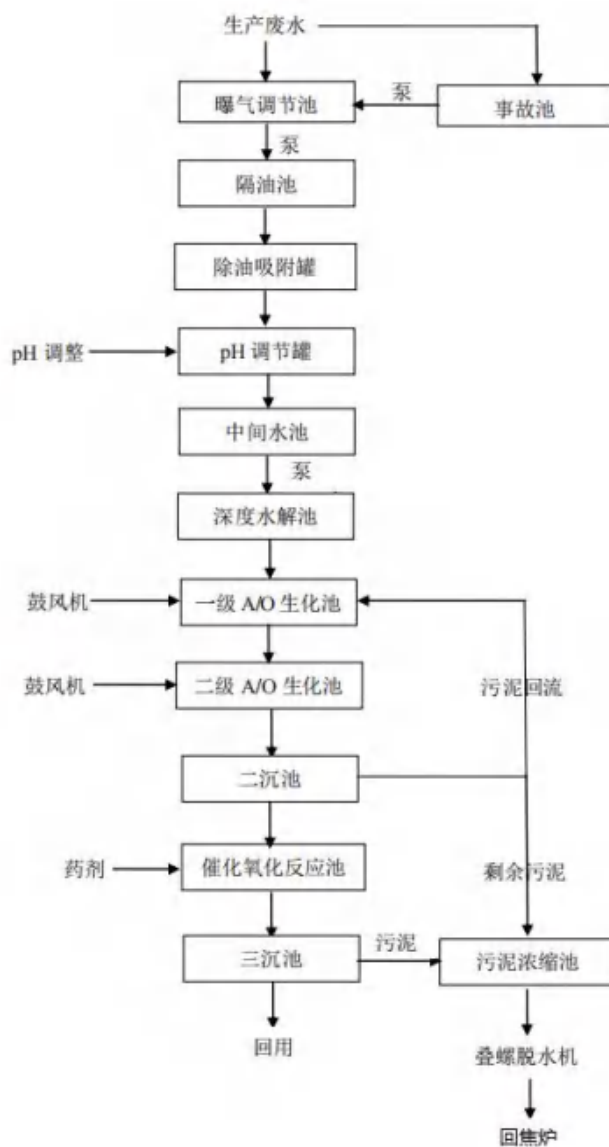 生产废水
曝气调节池
泵
事故池
泵
隔油池
除油吸附罐
pH 调整
pH 调节罐
中间水池
泵
深度水解池
鼓风机
一级 A/O 生化池
鼓风机
二级 A/O 生化池
污泥回流
二沉池
药剂
催化氧化反应池
剩余污泥
三沉池
污泥
污泥浓缩池
回用
叠螺脱水机
回焦炉